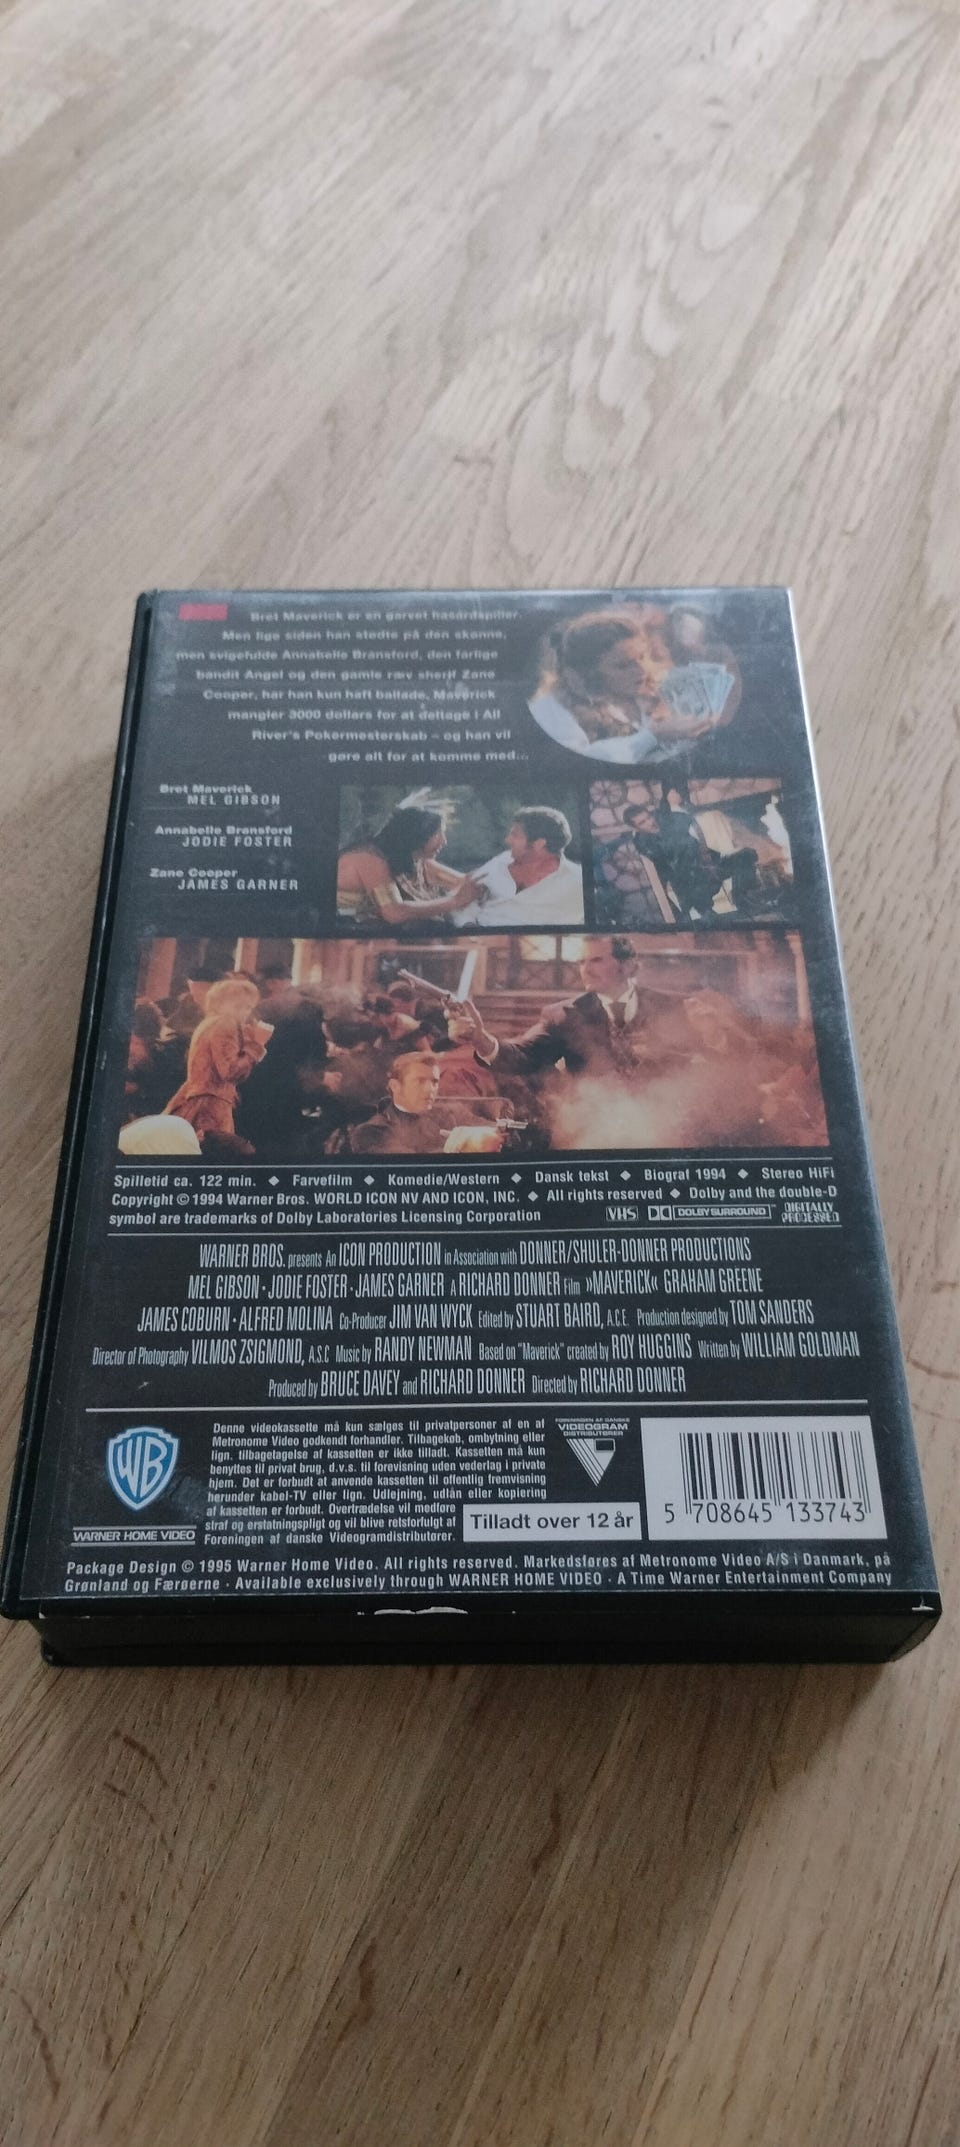 Bret Maverick er en garvet hasardspiller.
Men lige siden han stødte på den skønne,
men svigefulde Annabelle Bransford, den farlige
bandit Angel og den gamle ræv sherif Zane
Cooper, har han kun haft ballade. Maverick
mangler 3000 dollars for at deltage i All
River's Pokermesterskab – og han vil
gøre alt for at komme med...
Bret Maverick
MEL GIBSON
Annabelle Bransford
JODIE FOSTER
Zane Cooper
JAMES GARNER
Spilletid ca. 122 min. ◆ Farvefilm ◆ Komedie/Western ◆ Dansk tekst ◆ Biograf 1994 ◆ Stereo HiFi
Copyright © 1994 Warner Bros. WORLD ICON NV AND ICON, INC. ◆ All rights reserved ◆ Dolby and the double-D
symbol are trademarks of Dolby Laboratories Licensing Corporation
VHS DOLBY SURROUND DIGITALLY
PROCESSED
WARNER BROS. presents An ICON PRODUCTION in Association with DONNER/SHULER-DONNER PRODUCTIONS
MEL GIBSON · JODIE FOSTER · JAMES GARNER A RICHARD DONNER Film »MAVERICK« GRAHAM GREENE
JAMES COBURN · ALFRED MOLINA Co-Producer JIM VAN WYCK Edited by STUART BAIRD, A.C.E. Production designed by TOM SANDERS
Director of Photography VILMOS ZSIGMOND, A.S.C Music by RANDY NEWMAN Based on "Maverick" created by ROY HUGGINS Written by WILLIAM GOLDMAN
Produced by BRUCE DAVEY and RICHARD DONNER Directed by RICHARD DONNER
WB
WARNER HOME VIDEO
Denne videokassette må kun sælges til privatpersoner af en af
Metronome Video godkendt forhandler. Tilbagekøb, ombytning eller
lign. tilbagetagelse af kassetten er ikke tilladt. Kassetten må kun
benyttes til privat brug, d.v.s. til forevisning uden vederlag i private
hjem. Det er forbudt at anvende kassetten til offentlig fremvisning
herunder kabel-TV eller lign. Udlejning, udlån eller kopiering
af kassetten er forbudt. Overtrædelse vil medføre
straf og erstatningspligt og vil blive retsforfulgt af
Foreningen af danske Videogramdistributører.
FORENINGEN AF DANSKE
VIDEOGRAM
DISTRIBUTØRER
Tilladt over 12 år
5 708645 133743
Package Design © 1995 Warner Home Video. All rights reserved. Markedsføres af Metronome Video A/S i Danmark, på
Grønland og Færøerne · Available exclusively through WARNER HOME VIDEO · A Time Warner Entertainment Company